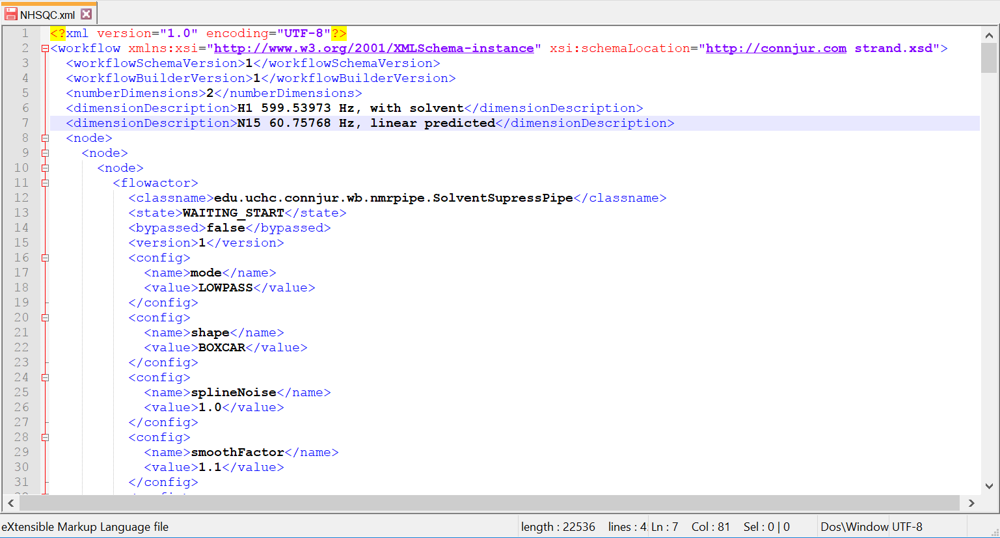 NHSQC.xml
1 <?xml version="1.0" encoding="UTF-8"?>
2 <workflow xmlns:xsi="http://www.w3.org/2001/XMLSchema-instance" xsi:schemaLocation="http://connjur.com strand.xsd">
3 <workflowSchemaVersion>1</workflowSchemaVersion>
4 <workflowBuilderVersion>1</workflowBuilderVersion>
5 <numberDimensions>2</numberDimensions>
6 <dimensionDescription>H1 599.53973 Hz, with solvent</dimensionDescription>
7 <dimensionDescription>N15 60.75768 Hz, linear predicted</dimensionDescription>
8 <node>
9 <node>
10 <node>
11 <flowactor>
12 <classname>edu.uchc.connjur.wb.nmrpipe.SolventSupressPipe</classname>
13 <state>WAITING_START</state>
14 <bypassed>false</bypassed>
15 <version>1</version>
16 <config>
17 <name>mode</name>
18 <value>LOWPASS</value>
19 </config>
20 <config>
21 <name>shape</name>
22 <value>BOXCAR</value>
23 </config>
24 <config>
25 <name>splineNoise</name>
26 <value>1.0</value>
27 </config>
28 <config>
29 <name>smoothFactor</name>
30 <value>1.1</value>
31 </config>
eXtensible Markup Language file length : 22536 lines : 4 Ln : 7 Col : 81 Sel : 0 | 0 Dos\Window UTF-8